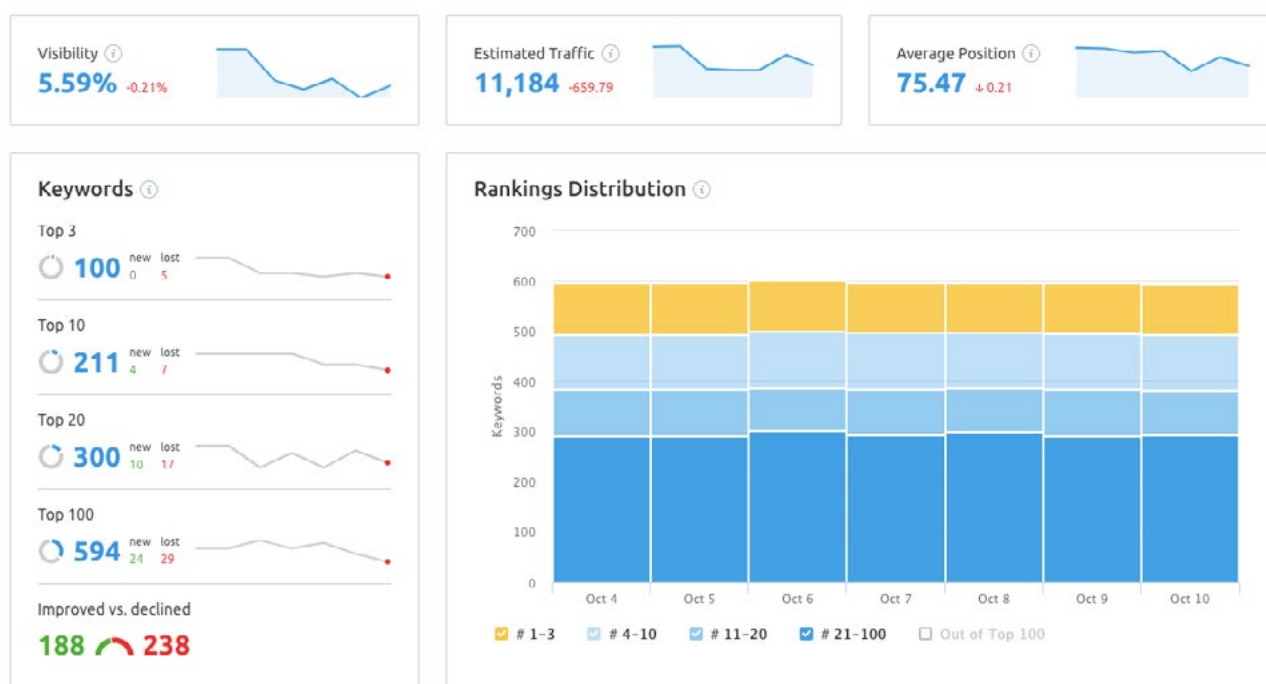 Visibility
5.59% -0.21%
Estimated Traffic
11,184 -659.79
Average Position
75.47 ↓ 0.21
Keywords
Top 3
100 new 0 lost 5
Top 10
211 new 4 lost 7
Top 20
300 new 10 lost 17
Top 100
594 new 24 lost 29
Improved vs. declined
188 238
Rankings Distribution
700
600
500
400
300
200
100
0
Keywords
Oct 4 Oct 5 Oct 6 Oct 7 Oct 8 Oct 9 Oct 10
# 1-3 # 4-10 # 11-20 # 21-100 Out of Top 100